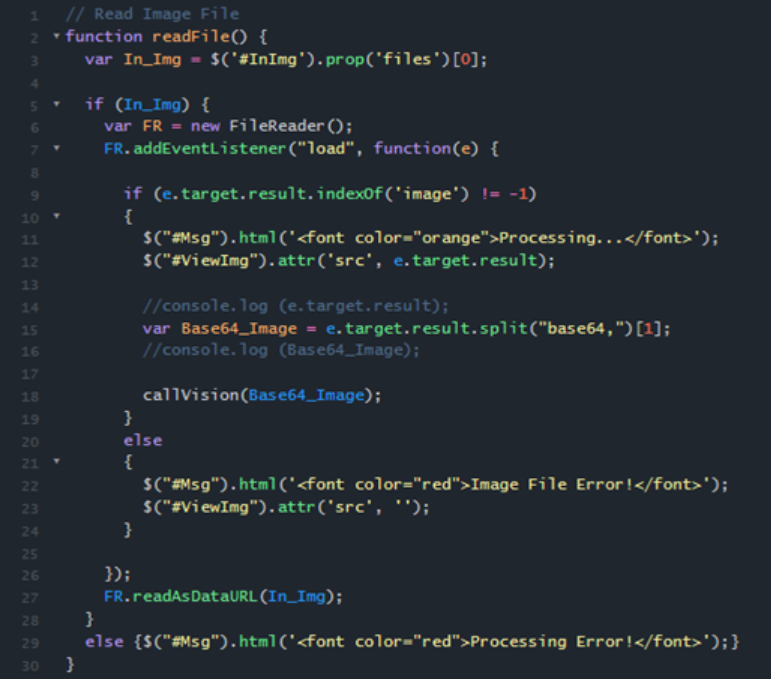 1 // Read Image File
2 function readFile() {
3 var In_Img = $('#InImg').prop('files')[0];
4
5 if (In_Img) {
6 var FR = new FileReader();
7 FR.addEventListener("load", function(e) {
8
9 if (e.target.result.indexOf('image') != -1)
10 {
11 $("#Msg").html('<font color="orange">Processing...</font>');
12 $("#ViewImg").attr('src', e.target.result);
13
14 //console.log (e.target.result);
15 var Base64_Image = e.target.result.split("base64,")[1];
16 //console.log (Base64_Image);
17
18 callVision(Base64_Image);
19 }
20 else
21 {
22 $("#Msg").html('<font color="red">Image File Error!</font>');
23 $("#ViewImg").attr('src', '');
24 }
25
26 });
27 FR.readAsDataURL(In_Img);
28 }
29 else {$("#Msg").html('<font color="red">Processing Error!</font>');}
30 }